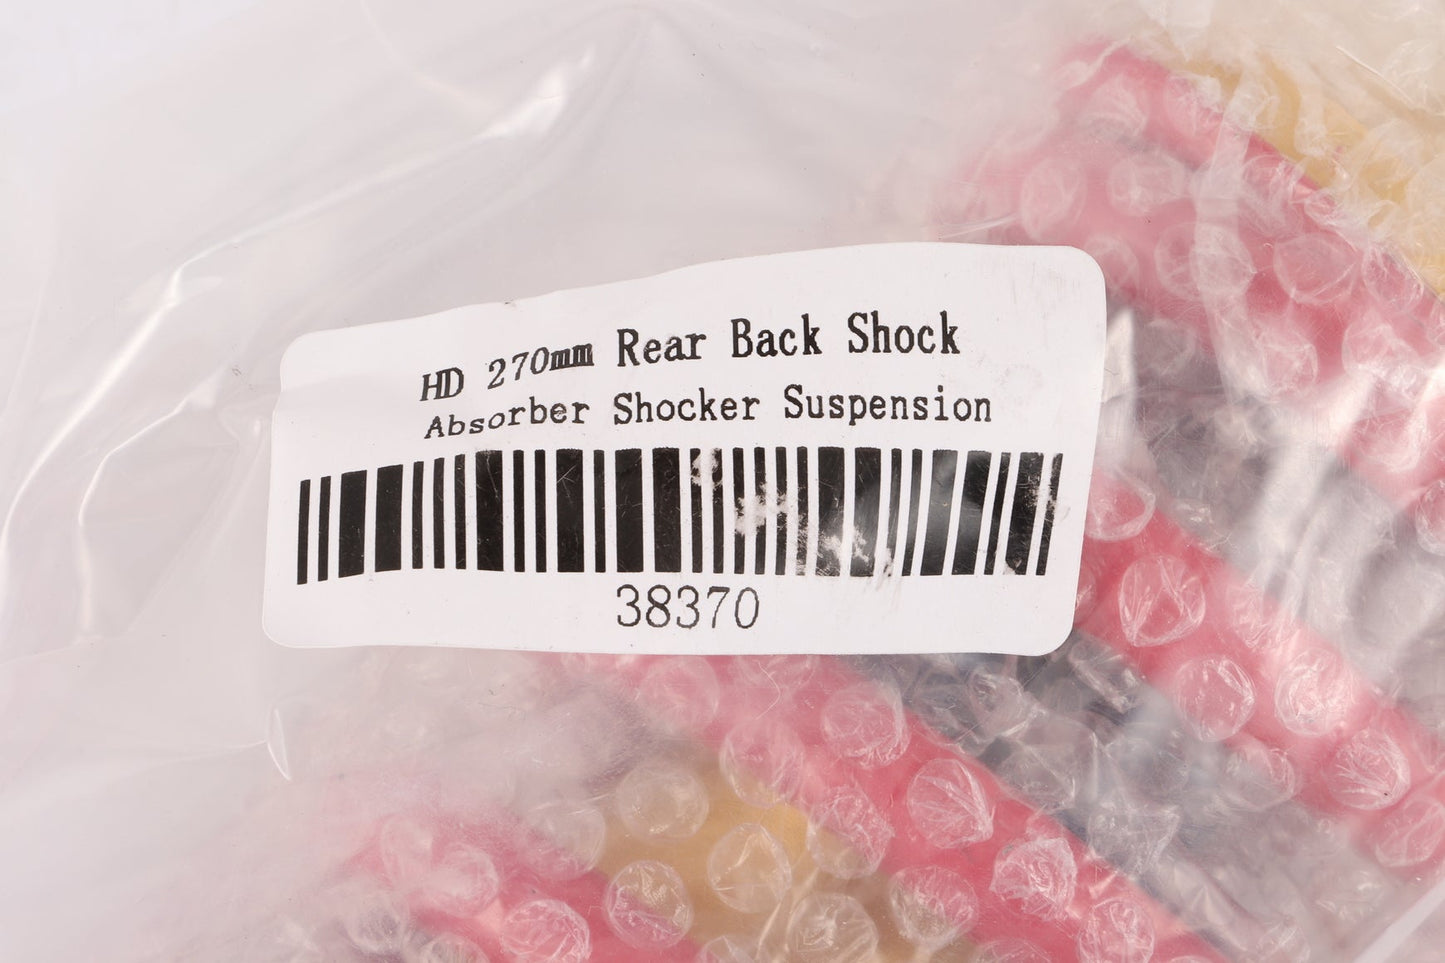 HD 270mm Rear Back Shock
Absorber Shocker Suspension
38370